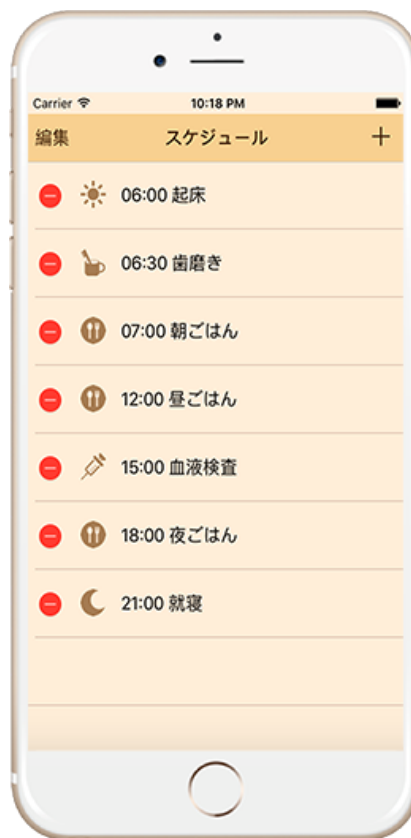 Carrier 10:18 PM
編集 スケジュール +
06:00 起床
06:30 歯磨き
07:00 朝ごはん
12:00 昼ごはん
15:00 血液検査
18:00 夜ごはん
21:00 就寝